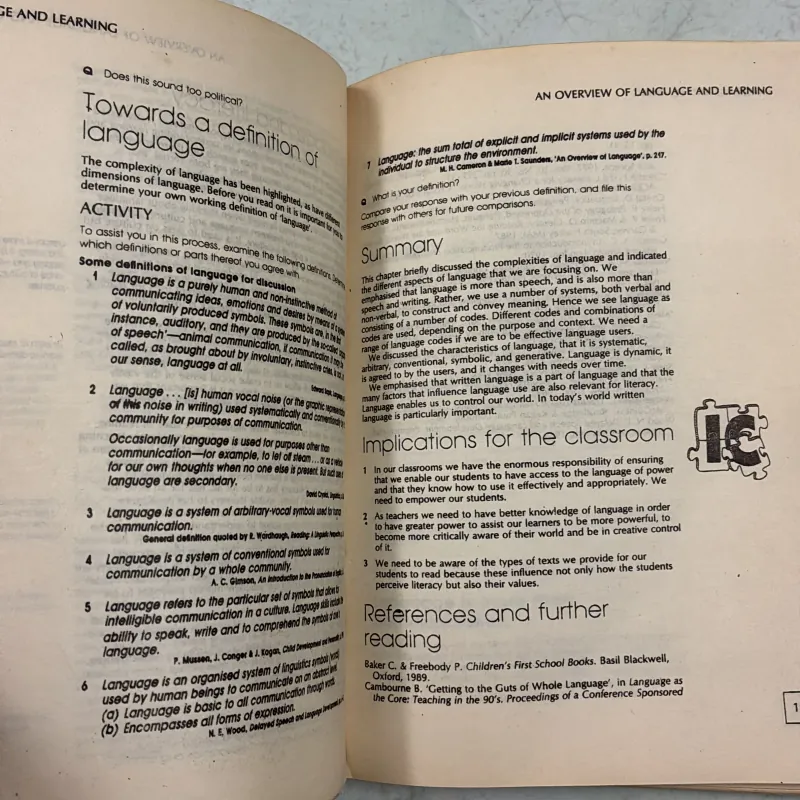 GE AND LEARNING
Q Does this sound too political?
Towards a definition of
language
The complexity of language has been highlighted, as have different
dimensions of language. Before you read on it is important for you to
determine your own working definition of 'language'.
ACTIVITY
To assist you in this process, examine the following definitions.
which definitions or parts thereof you agree with.
Some definitions of language for discussion
1 Language is a purely human and non-instinctive method of
communicating ideas, emotions and desires by means of a
of voluntarily produced symbols. These symbols are, in the first
instance, auditory, and they are produced by the so-called
of speech'—animal communication, if communication it may be
called, as brought about by involuntary, instinctive cries, is not, in
our sense, language at all.
2 Language . . . [is] human vocal noise (or the graphic representation
of this noise in writing) used systematically and conventionally by a
community for purposes of communication.
Occasionally language is used for purposes other than
communication—for example, to let off steam . . . or as a vehicle
for our own thoughts when no one else is present. But such uses of
language are secondary.
David Crystal,
3 Language is a system of arbitrary-vocal symbols used for human
communication.
General definition quoted by R. Wardhaugh, Reading: A Linguistic
4 Language is a system of conventional symbols used for
communication by a whole community.
A. C. Gimson, An Introduction to the Pronunciation of
5 Language refers to the particular set of symbols that allows for
intelligible communication in a culture. Language skills include the
ability to speak, write and to comprehend the symbols of one's
language.
P. Mussen, J. Conger & J. Kagan, Child Development and
6 Language is an organised system of linguistics symbols (words)
used by human beings to communicate on an abstract level.
(a) Language is basic to all communication through words.
(b) Encompasses all forms of expression.
N. E. Wood, Delayed Speech and Language Development,
AN OVERVIEW OF LANGUAGE AND LEARNING
7 Language: the sum total of explicit and implicit systems used by the
individual to structure the environment.
M. H. Cameron & Marie T. Saunders, 'An Overview of Language', p. 217.
Q What is your definition?
Compare your response with your previous definition, and file this
response with others for future comparisons.
Summary
This chapter briefly discussed the complexities of language and indicated
the different aspects of language that we are focusing on. We
emphasised that language is more than speech, and is also more than
speech and writing. Rather, we use a number of systems, both verbal and
non-verbal, to construct and convey meaning. Hence we see language as
consisting of a number of codes. Different codes and combinations of
codes are used, depending on the purpose and context. We need a
range of language codes if we are to be effective language users.
We discussed the characteristics of language, that it is systematic,
arbitrary, conventional, symbolic, and generative. Language is dynamic, it
is agreed to by the users, and it changes with needs over time.
We emphasised that written language is a part of language and that the
many factors that influence language use are also relevant for literacy.
Language enables us to control our world. In today's world written
language is particularly important.
Implications for the classroom
IC
1 In our classrooms we have the enormous responsibility of ensuring
that we enable our students to have access to the language of power
and that they know how to use it effectively and appropriately. We
need to empower our students.
2 As teachers we need to have better knowledge of language in order
to have greater power to assist our learners to be more powerful, to
become more critically aware of their world and be in creative control
of it.
3 We need to be aware of the types of texts we provide for our
students to read because these influence not only how the students
perceive literacy but also their values.
References and further
reading
Baker C. & Freebody P. Children's First School Books. Basil Blackwell,
Oxford, 1989.
Cambourne B. 'Getting to the Guts of Whole Language', in Language as
the Core: Teaching in the 90's. Proceedings of a Conference Sponsored
1